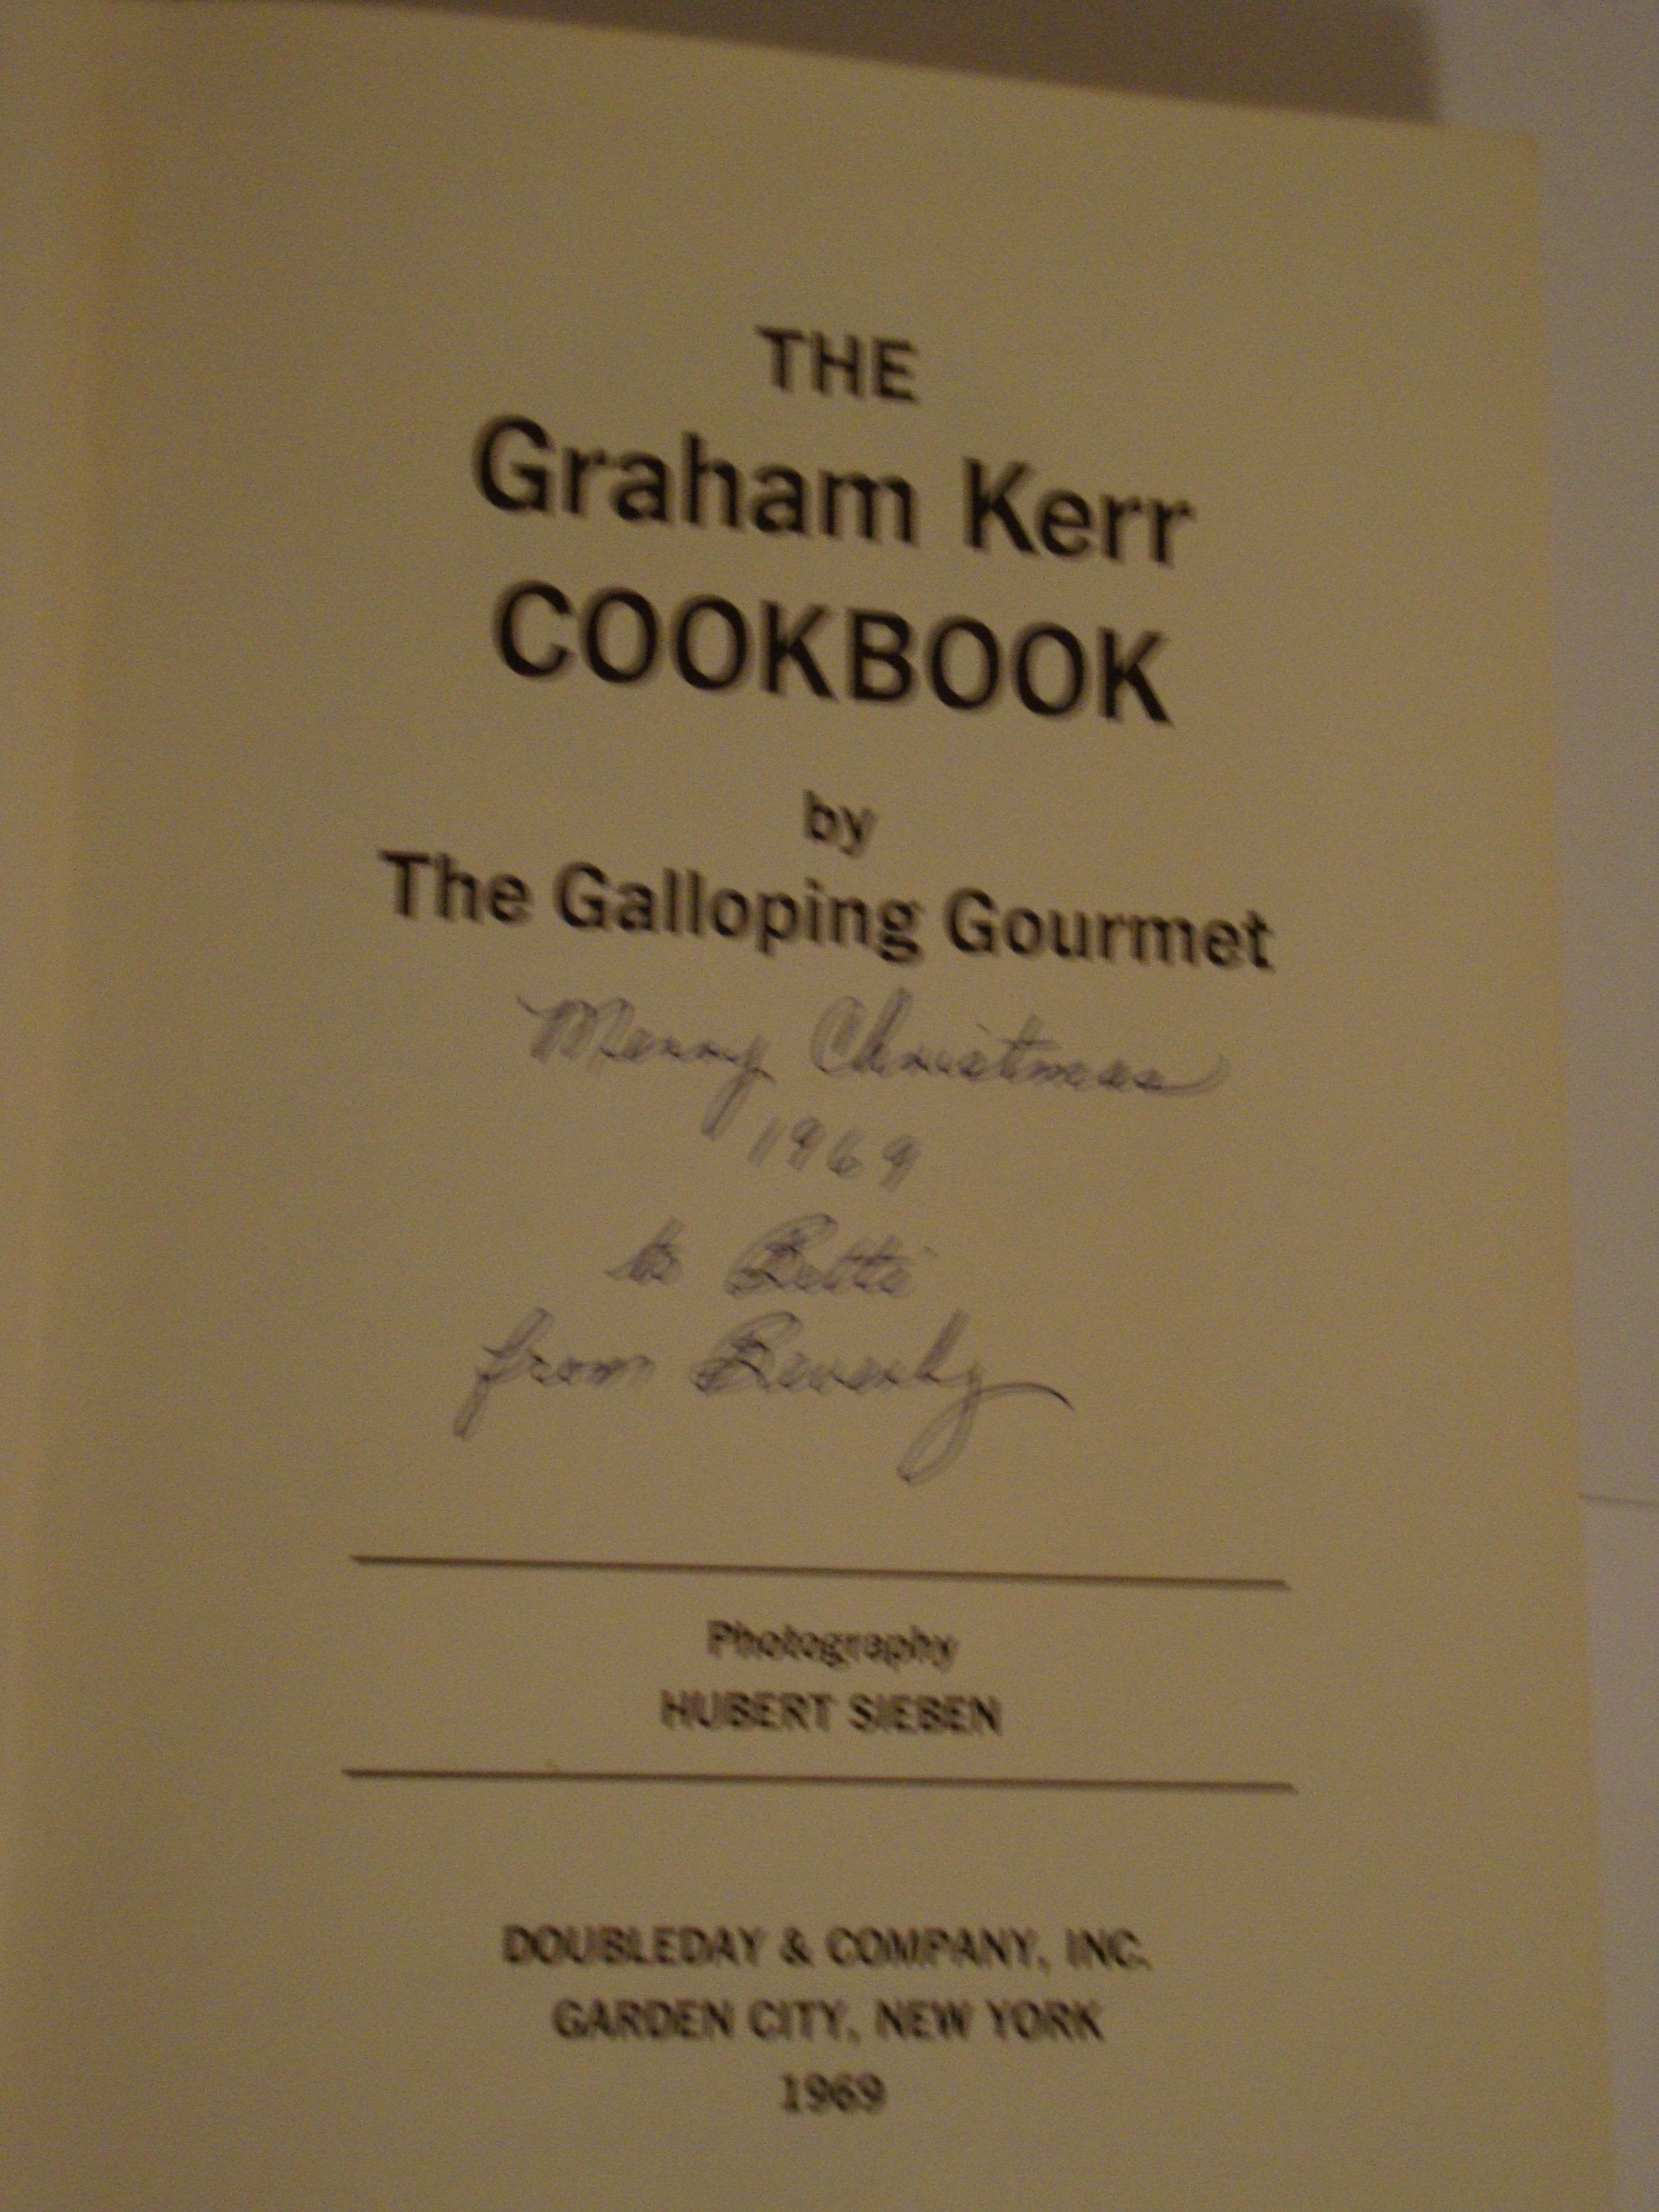 THE
Graham Kerr
COOKBOOK
by
The Galloping Gourmet
Merry Christmas
1969
to Bette
from Beverly
Photography
HUBERT SIEBEN
DOUBLEDAY & COMPANY, INC.
GARDEN CITY, NEW YORK
1969